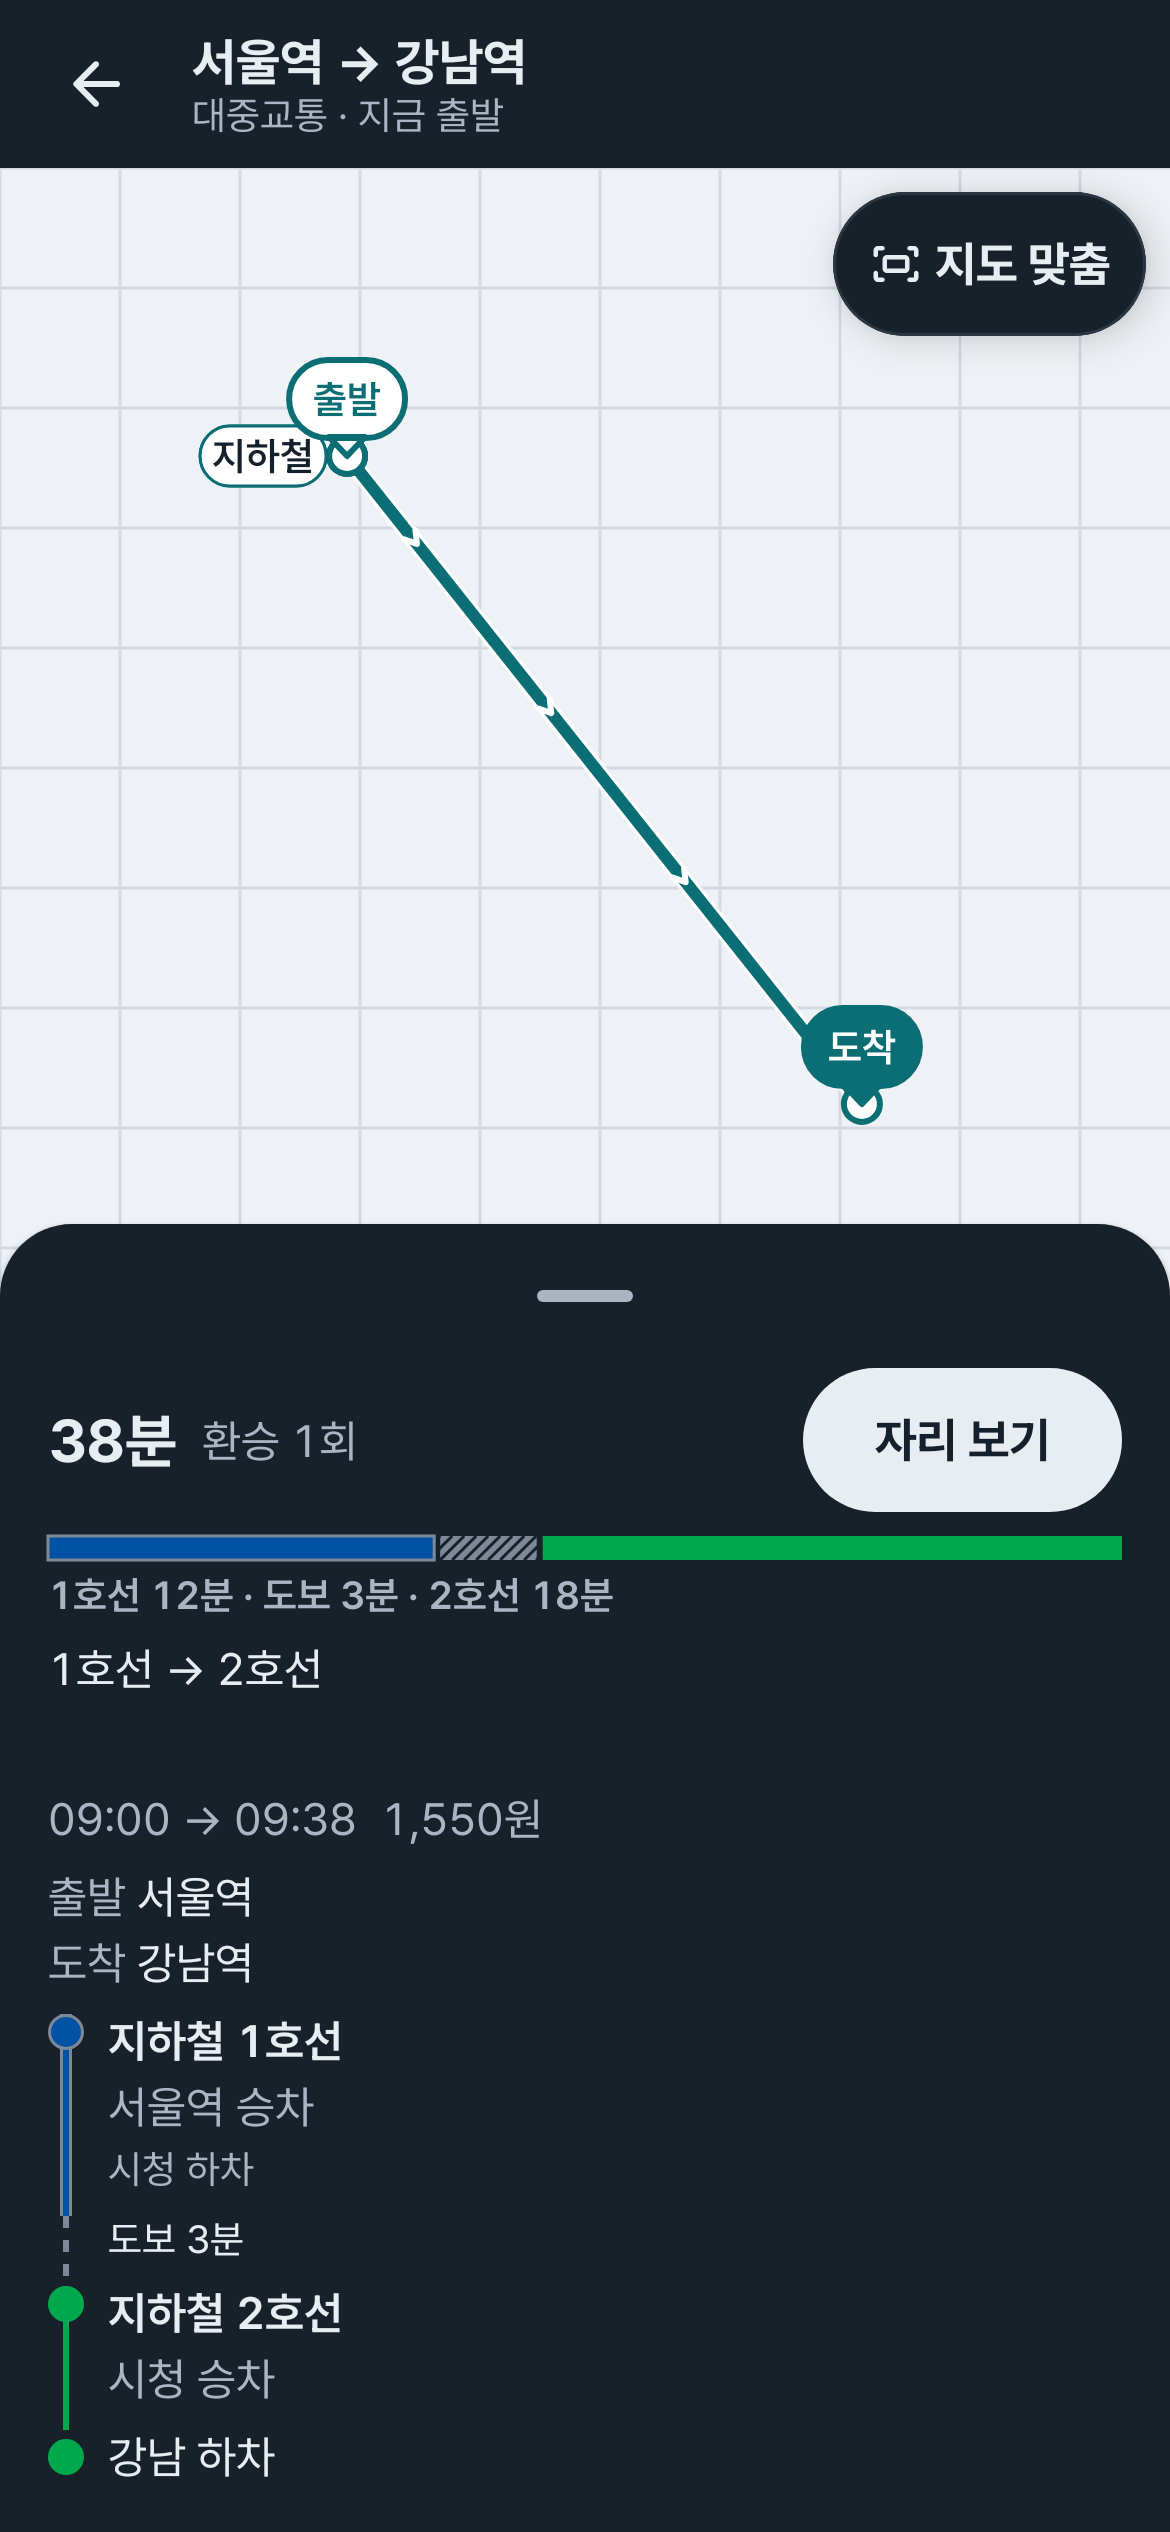 서울역 → 강남역
대중교통 · 지금 출발
지도 맞춤
출발
지하철
도착
38분 환승 1회
자리 보기
1호선 12분 · 도보 3분 · 2호선 18분
1호선 → 2호선
09:00 → 09:38 1,550원
출발 서울역
도착 강남역
지하철 1호선
서울역 승차
시청 하차
도보 3분
지하철 2호선
시청 승차
강남 하차